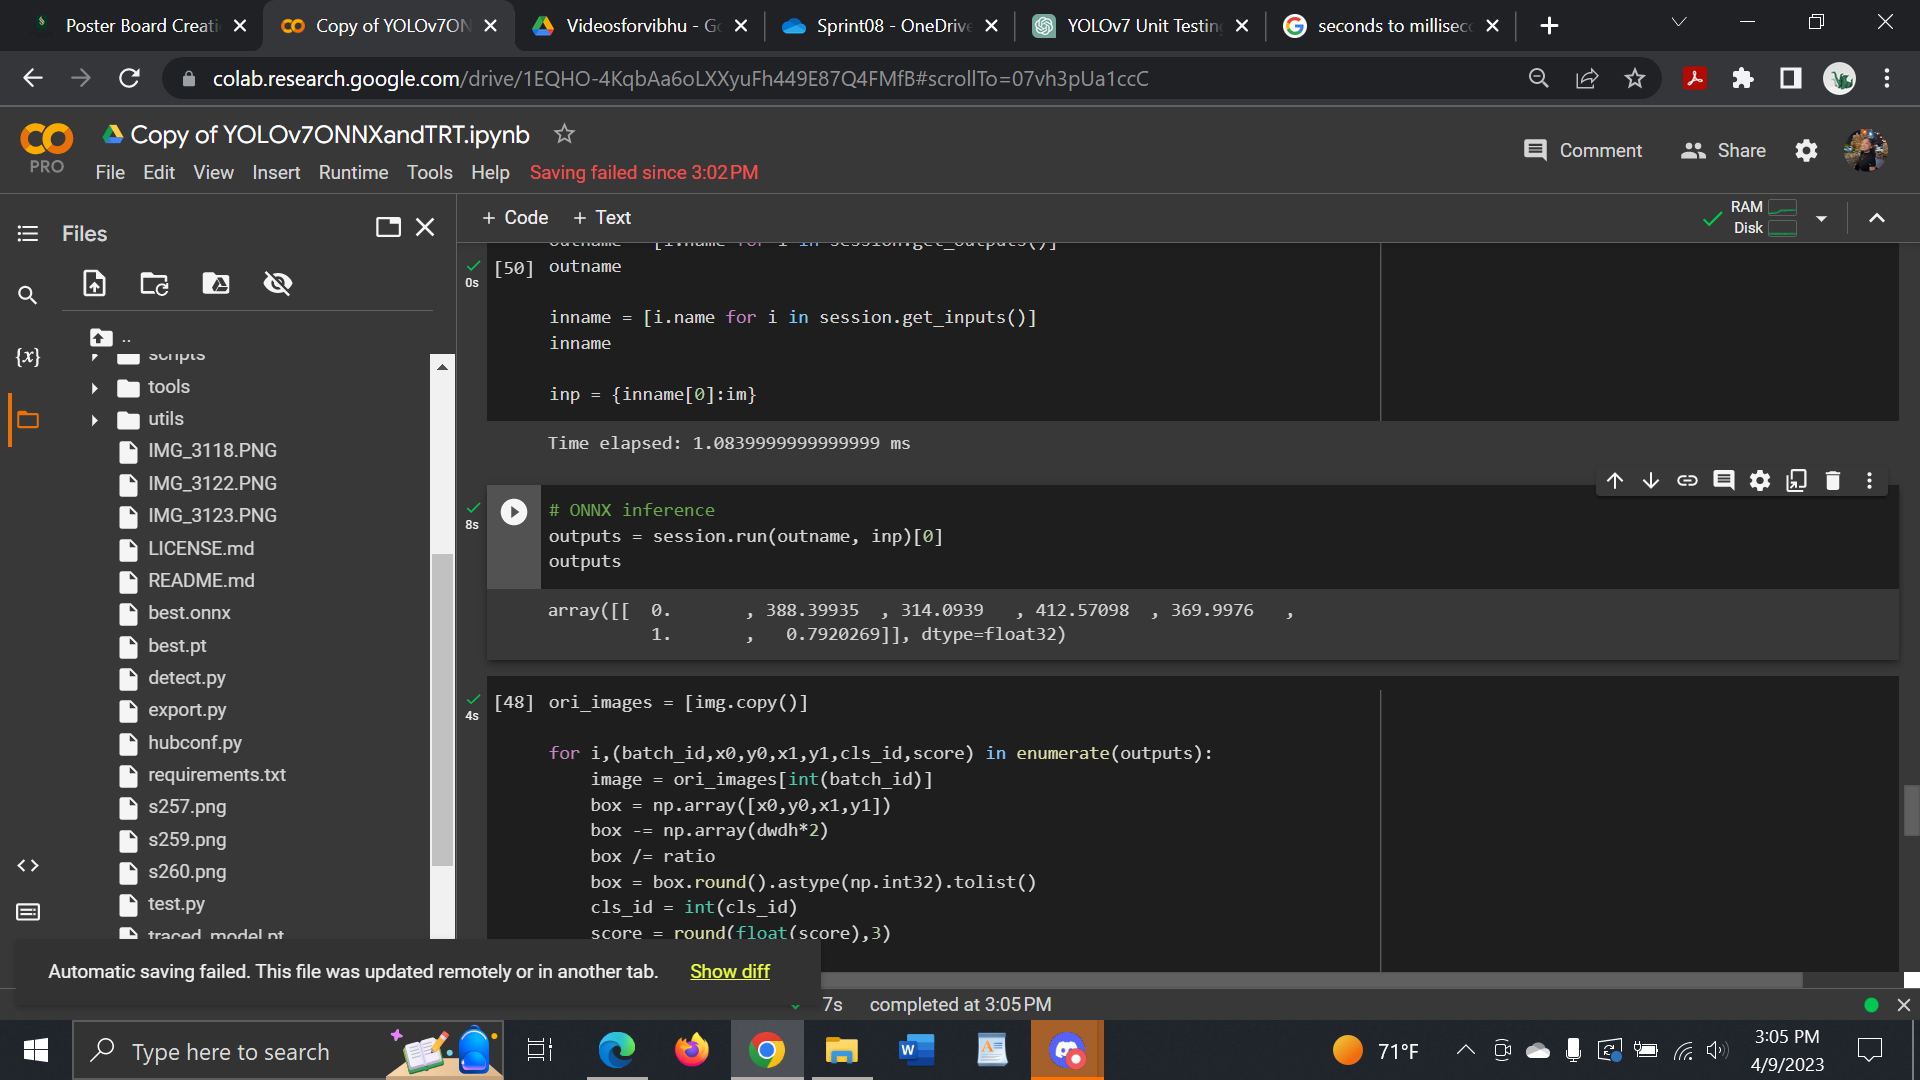 Poster Board Creati
Copy of YOLOv7ON
Videosforvibhu - Go
Sprint08 - OneDrive
YOLOv7 Unit Testing
seconds to millisec
colab.research.google.com/drive/1EQHO-4KqbAa6oLXXyuFh449E87Q4FMfB#scrollTo=07vh3pUa1ccC
PRO
Copy of YOLOv7ONNXandTRT.ipynb
File Edit View Insert Runtime Tools Help Saving failed since 3:02 PM
Comment
Share
Files
+ Code + Text
RAM
Disk
..
scripts
tools
utils
IMG_3118.PNG
IMG_3122.PNG
IMG_3123.PNG
LICENSE.md
README.md
best.onnx
best.pt
detect.py
export.py
hubconf.py
requirements.txt
s257.png
s259.png
s260.png
test.py
traced_model.pt
{x}
outname = [i.name for i in session.get_outputs()]
[50] outname
0s
inname = [i.name for i in session.get_inputs()]
inname
inp = {inname[0]:im}
Time elapsed: 1.0839999999999999 ms
8s
# ONNX inference
outputs = session.run(outname, inp)[0]
outputs
array([[ 0. , 388.39935 , 314.0939 , 412.57098 , 369.9976 ,
1. , 0.7920269]], dtype=float32)
4s
[48] ori_images = [img.copy()]
for i,(batch_id,x0,y0,x1,y1,cls_id,score) in enumerate(outputs):
image = ori_images[int(batch_id)]
box = np.array([x0,y0,x1,y1])
box -= np.array(dwdh*2)
box /= ratio
box = box.round().astype(np.int32).tolist()
cls_id = int(cls_id)
score = round(float(score),3)
Automatic saving failed. This file was updated remotely or in another tab. Show diff
7s completed at 3:05 PM
Type here to search
71°F
3:05 PM
4/9/2023